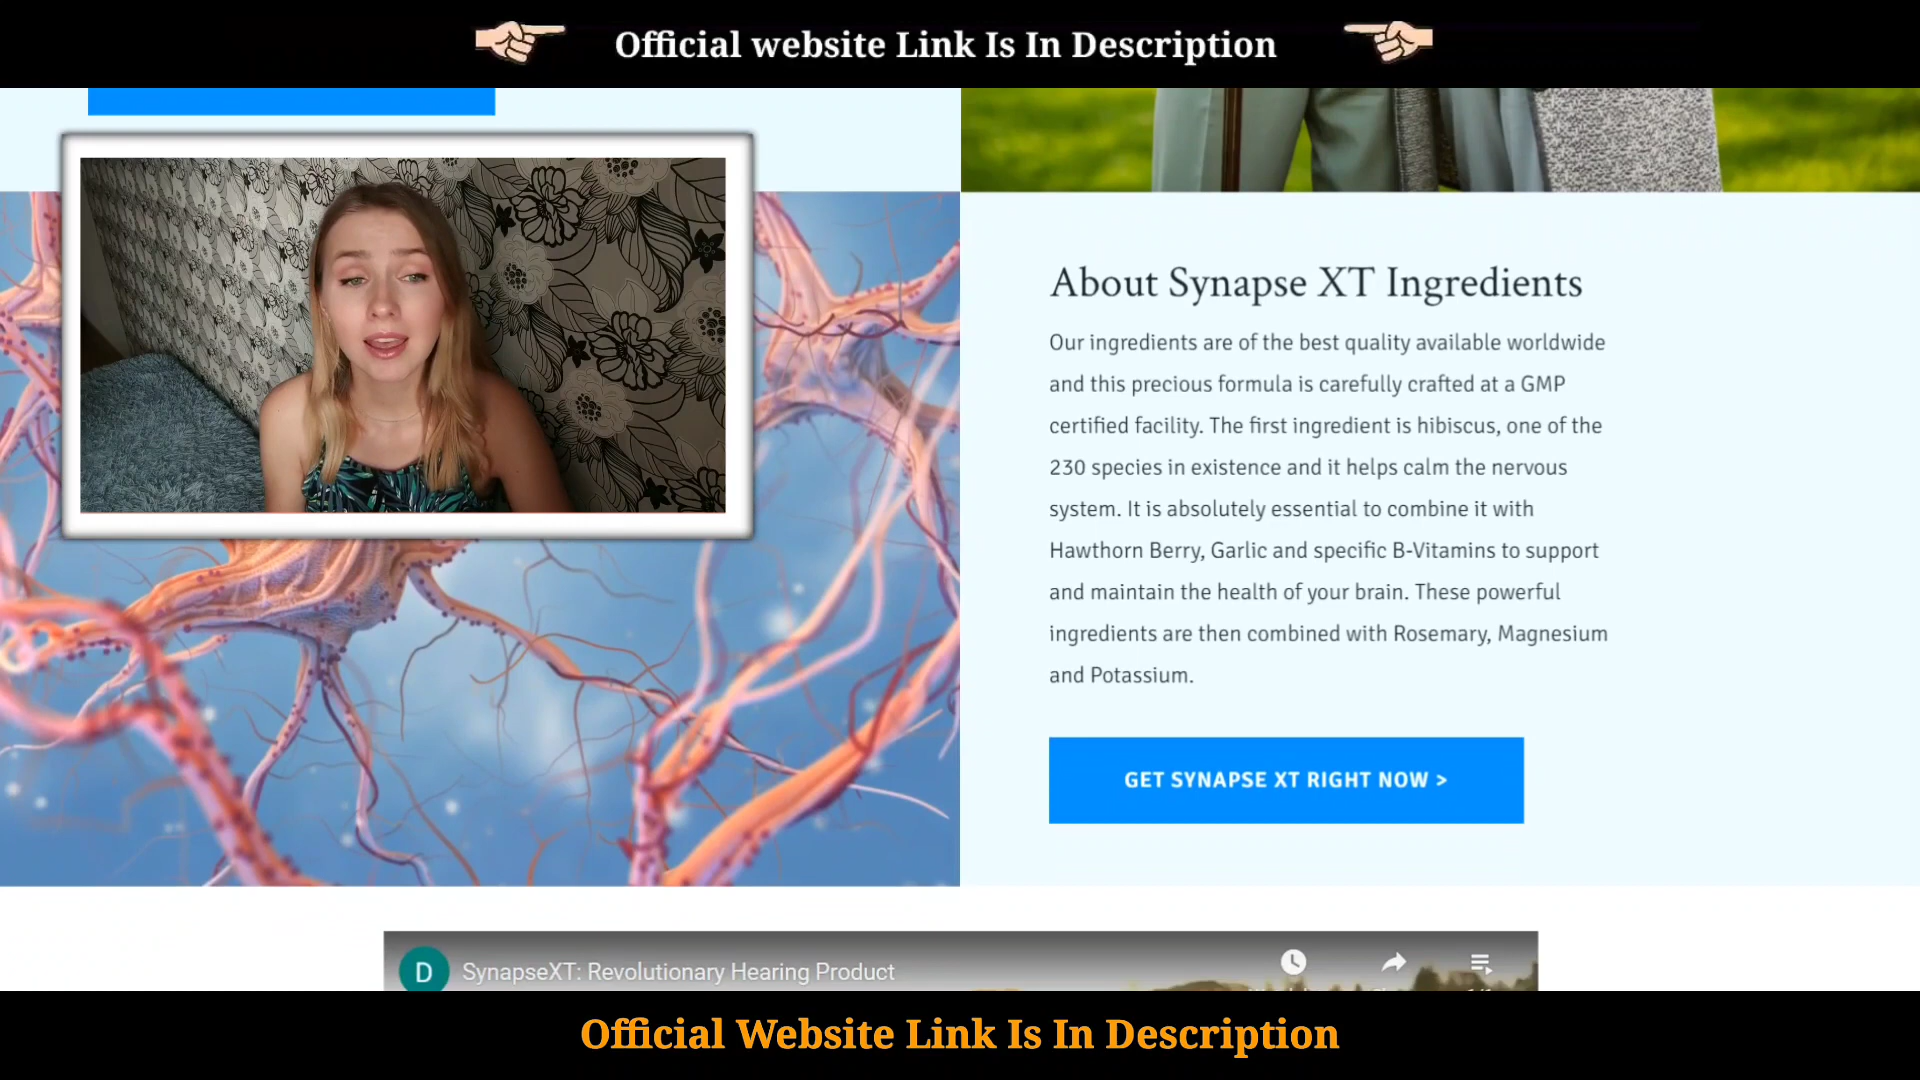 Official website Link Is In Description
About Synapse XT Ingredients
Our ingredients are of the best quality available worldwide
and this precious formula is carefully crafted at a GMP
certified facility. The first ingredient is hibiscus, one of the
230 species in existence and it helps calm the nervous
system. It is absolutely essential to combine it with
Hawthorn Berry, Garlic and specific B-Vitamins to support
and maintain the health of your brain. These powerful
ingredients are then combined with Rosemary, Magnesium
and Potassium.
GET SYNAPSE XT RIGHT NOW >
D SynapseXT: Revolutionary Hearing Product
Official Website Link Is In Description